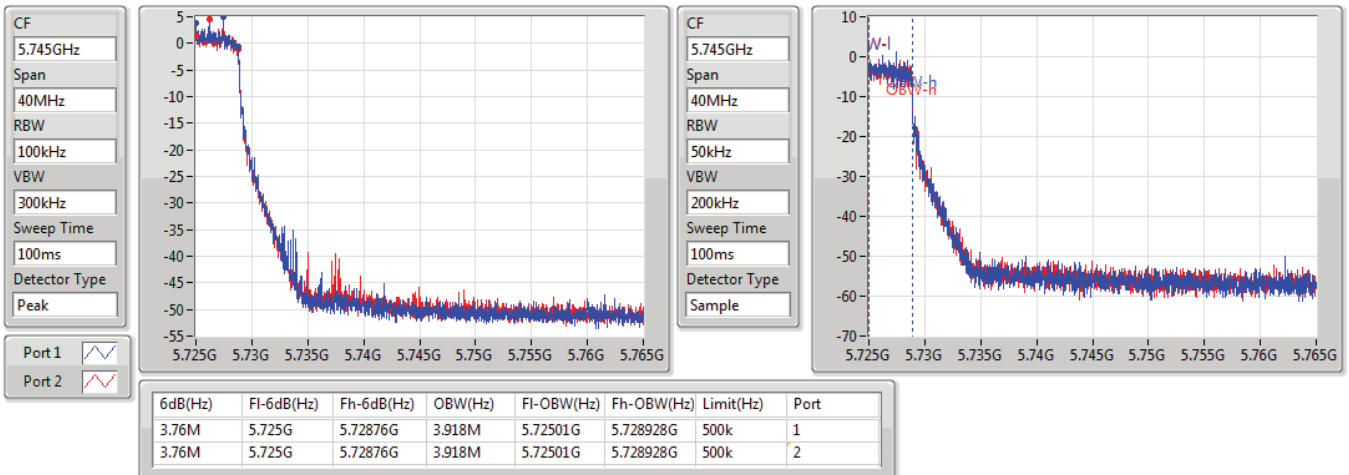 CF
5.745GHz
Span
40MHz
RBW
100kHz
VBW
300kHz
Sweep Time
100ms
Detector Type
Peak
Port 1
Port 2
5
0
-5
-10
-15
-20
-25
-30
-35
-40
-45
-50
-55
5.725G 5.73G 5.735G 5.74G 5.745G 5.75G 5.755G 5.76G 5.765G
CF
5.745GHz
Span
40MHz
RBW
50kHz
VBW
200kHz
Sweep Time
100ms
Detector Type
Sample
10
0
-10
-20
-30
-40
-50
-60
-70
W-l
OBW-h
5.725G 5.73G 5.735G 5.74G 5.745G 5.75G 5.755G 5.76G 5.765G
6dB(Hz) Fl-6dB(Hz) Fh-6dB(Hz) OBW(Hz) Fl-OBW(Hz) Fh-OBW(Hz) Limit(Hz) Port
3.76M 5.725G 5.72876G 3.918M 5.72501G 5.728928G 500k 1
3.76M 5.725G 5.72876G 3.918M 5.72501G 5.728928G 500k 2